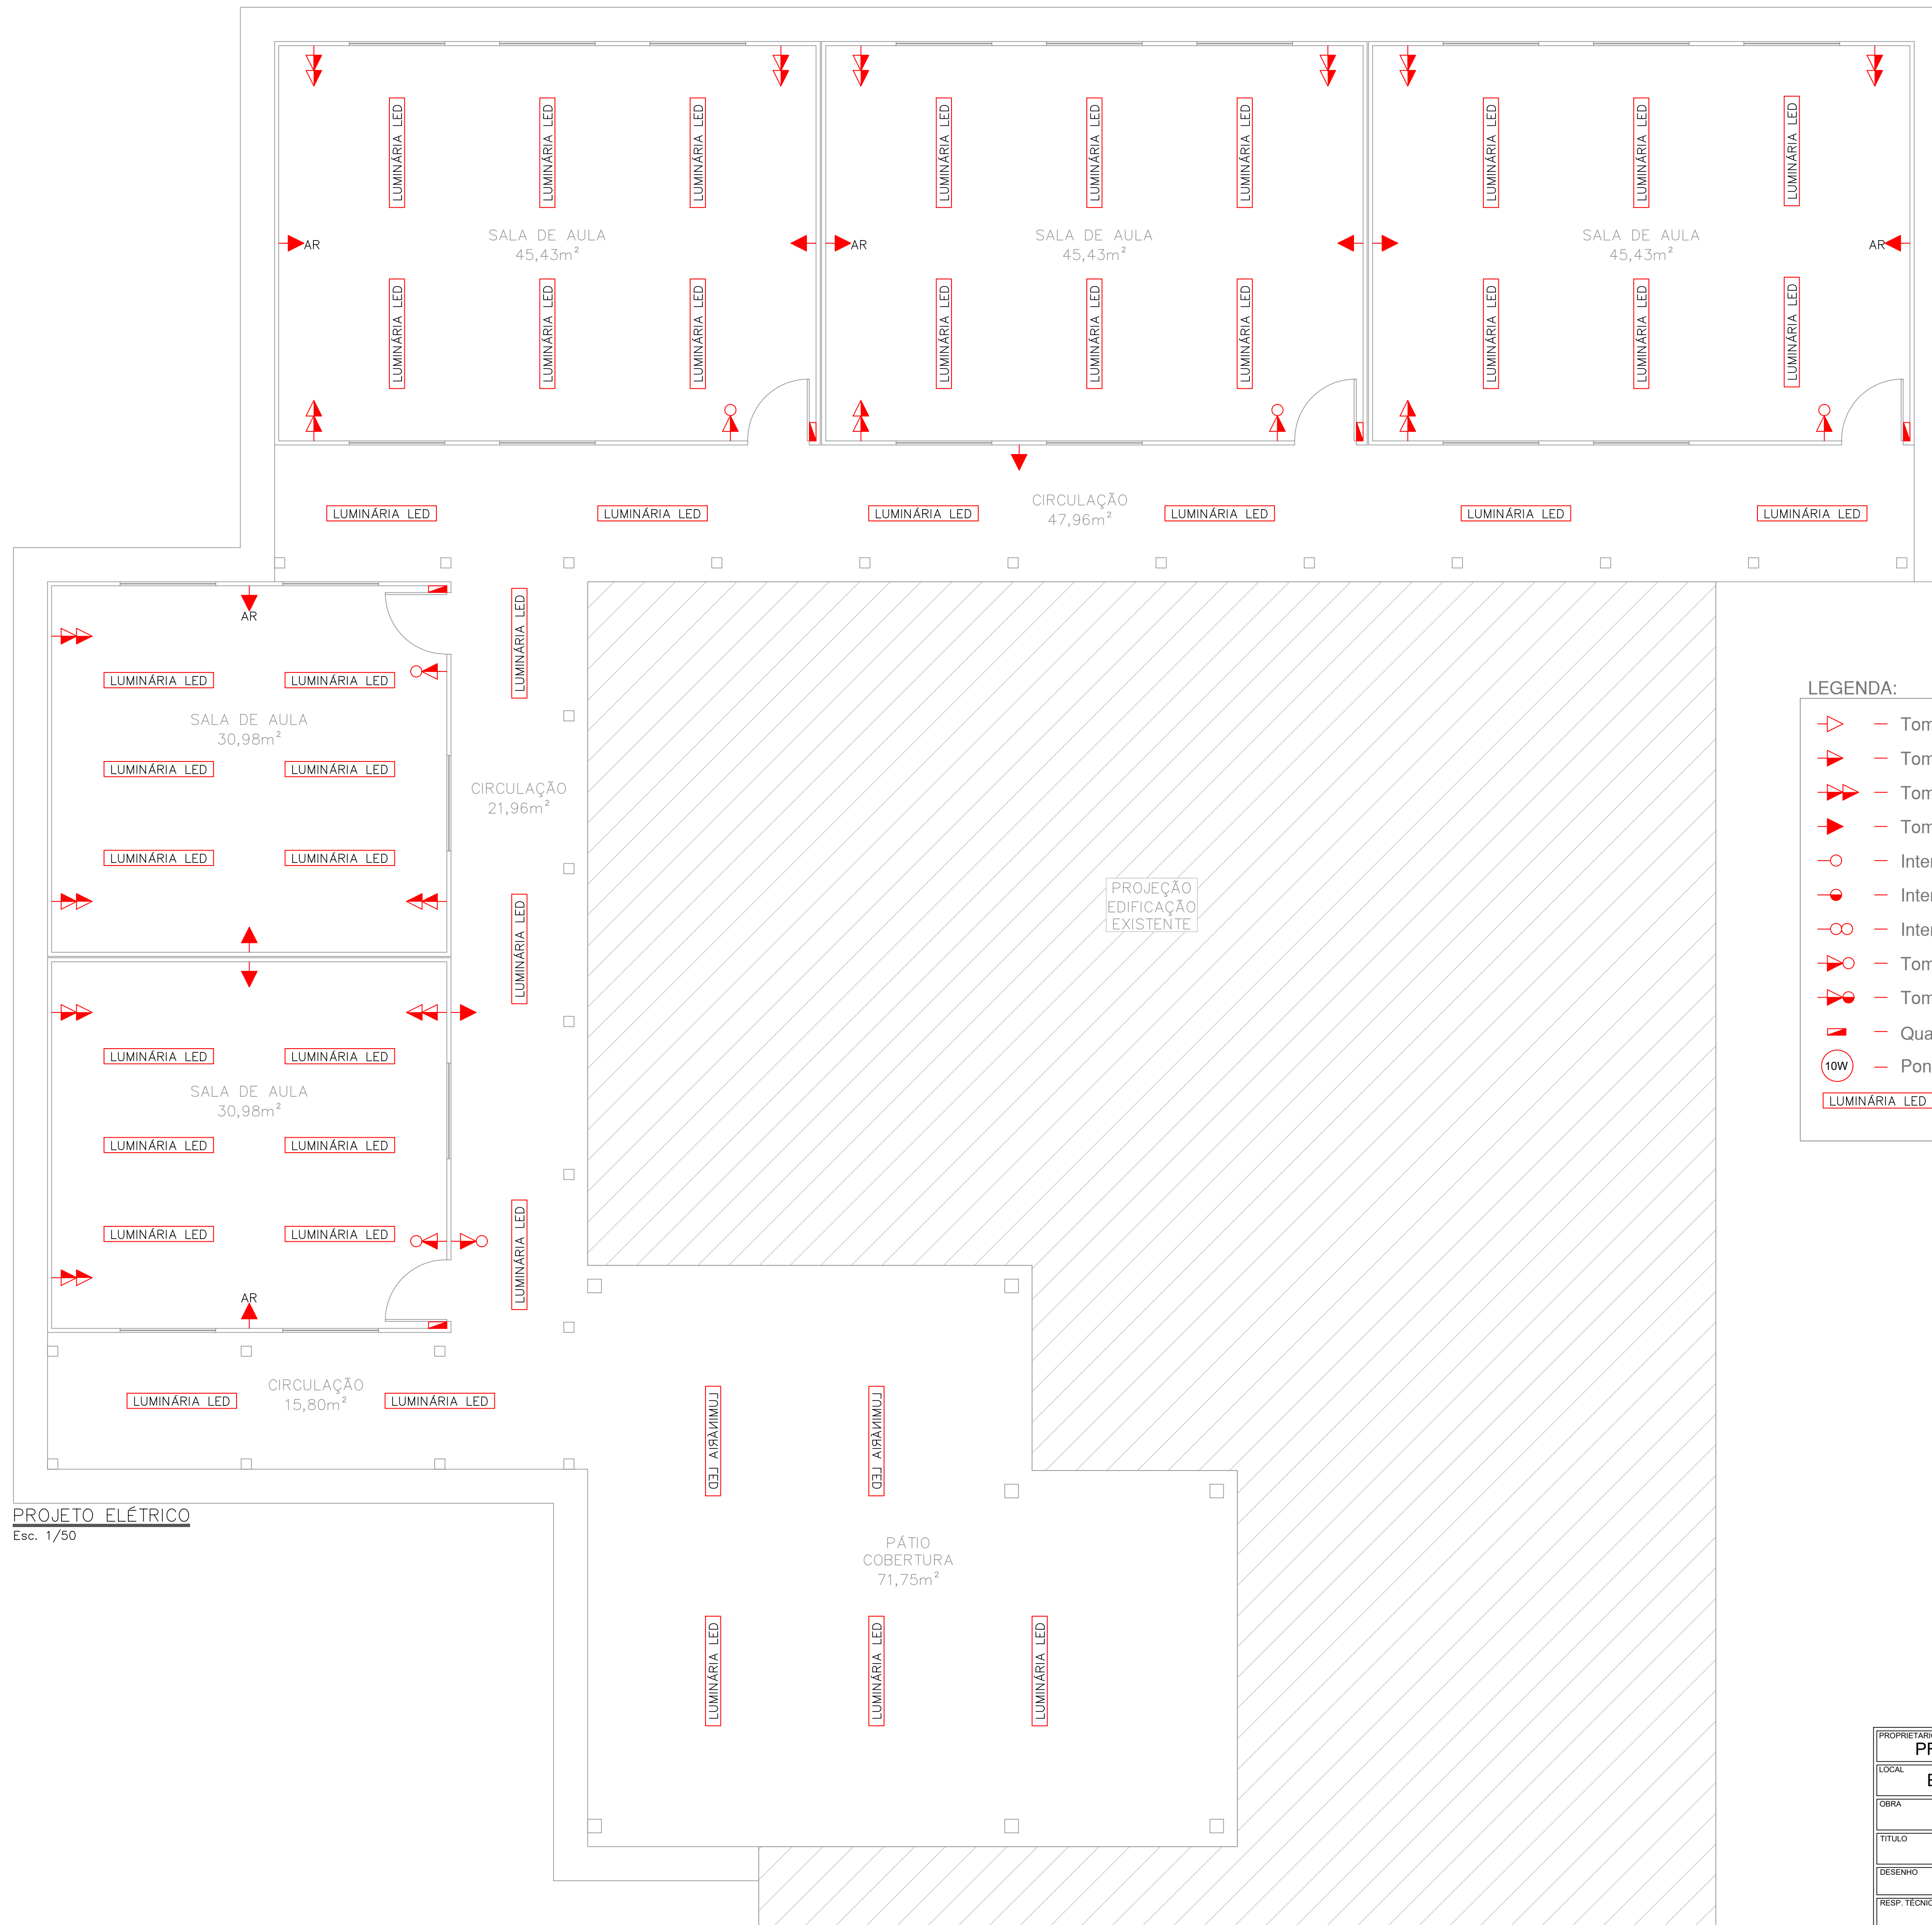 LUMINÁRIA LED
LUMINÁRIA LED
LUMINÁRIA LED
LUMINÁRIA LED
LUMINÁRIA LED
LUMINÁRIA LED
LUMINÁRIA LED
LUMINÁRIA LED
LUMINÁRIA LED
AR
SALA DE AULA
45,43m²
AR
SALA DE AULA
45,43m²
SALA DE AULA
45,43m²
AR
LUMINÁRIA LED
LUMINÁRIA LED
LUMINÁRIA LED
LUMINÁRIA LED
LUMINÁRIA LED
LUMINÁRIA LED
LUMINÁRIA LED
LUMINÁRIA LED
LUMINÁRIA LED
CIRCULAÇÃO
47,96m²
LUMINÁRIA LED
LUMINÁRIA LED
LUMINÁRIA LED
LUMINÁRIA LED
LUMINÁRIA LED
LUMINÁRIA LED
AR
LUMINÁRIA LED
LUMINÁRIA LED
LUMINÁRIA LED
SALA DE AULA
30,98m²
LUMINÁRIA LED
LUMINÁRIA LED
LUMINÁRIA LED
LUMINÁRIA LED
CIRCULAÇÃO
21,96m²
LUMINÁRIA LED
PROJEÇÃO
EDIFICAÇÃO
EXISTENTE
LUMINÁRIA LED
LUMINÁRIA LED
SALA DE AULA
30,98m²
LUMINÁRIA LED
LUMINÁRIA LED
LUMINÁRIA LED
LUMINÁRIA LED
LUMINÁRIA LED
AR
CIRCULAÇÃO
15,80m²
LUMINÁRIA LED
LUMINÁRIA LED
LUMINÁRIA LED
LUMINÁRIA LED
PÁTIO
COBERTURA
71,75m²
LUMINÁRIA LED
LUMINÁRIA LED
LUMINÁRIA LED
PROJETO ELÉTRICO
Esc. 1/50
LEGENDA:
10W
LUMINÁRIA LED
LOCAL
OBRA
TITULO
DESENHO
RESP.